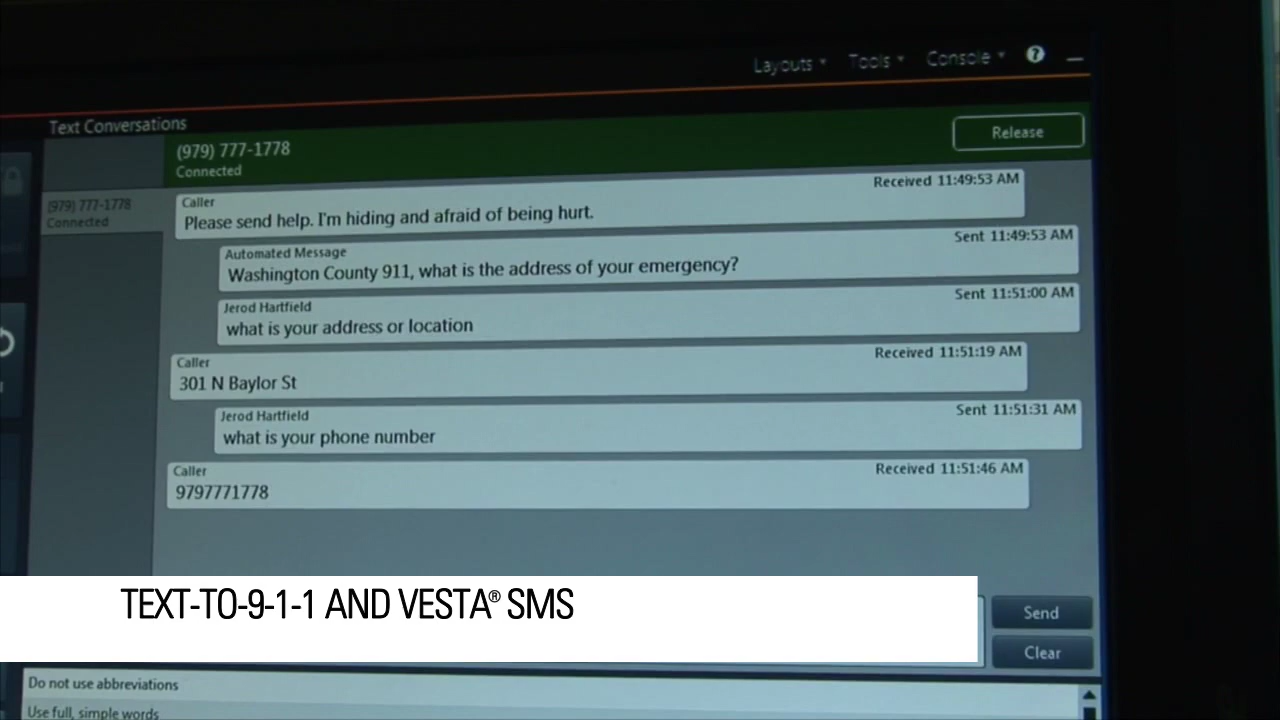 Layouts Tools Console ?
Text Conversations
(979) 777-1778
Connected
Release
(979) 777-1778
Connected
Caller
Received 11:49:53 AM
Please send help. I'm hiding and afraid of being hurt.
Automated Message
Sent 11:49:53 AM
Washington County 911, what is the address of your emergency?
Jerod Hartfield
Sent 11:51:00 AM
what is your address or location
Caller
Received 11:51:19 AM
301 N Baylor St
Jerod Hartfield
Sent 11:51:31 AM
what is your phone number
Caller
Received 11:51:46 AM
9797771778
TEXT-TO-9-1-1 AND VESTA® SMS
Send
Clear
Do not use abbreviations
Use full, simple words